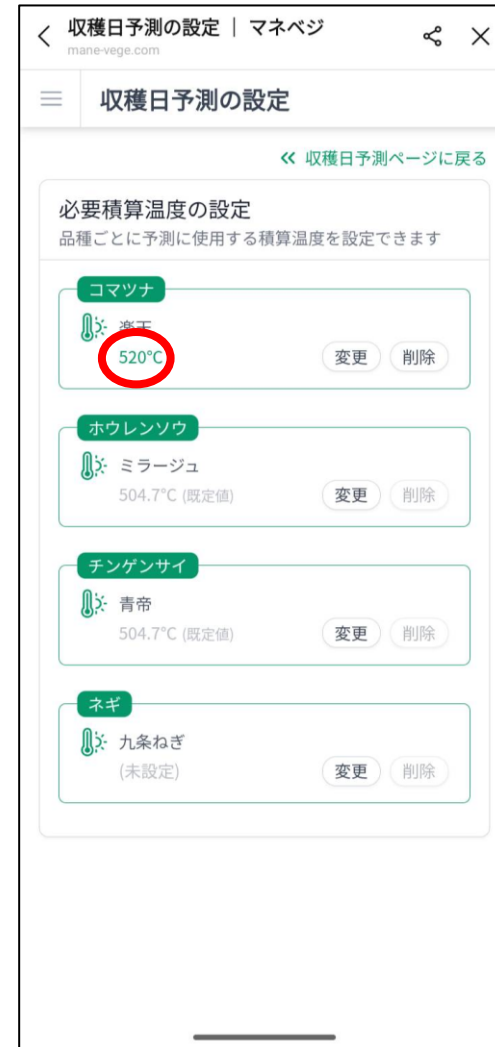 収穫日予測の設定 | マネベジ
mane-vege.com
収穫日予測の設定
収穫日予測ページに戻る
必要積算温度の設定
品種ごとに予測に使用する積算温度を設定できます
コマツナ
楽天
520°C
変更 削除
ホウレンソウ
ミラージュ
504.7°C (既定値)
変更 削除
チンゲンサイ
青帝
504.7°C (既定値)
変更 削除
ネギ
九条ねぎ
(未設定)
変更 削除